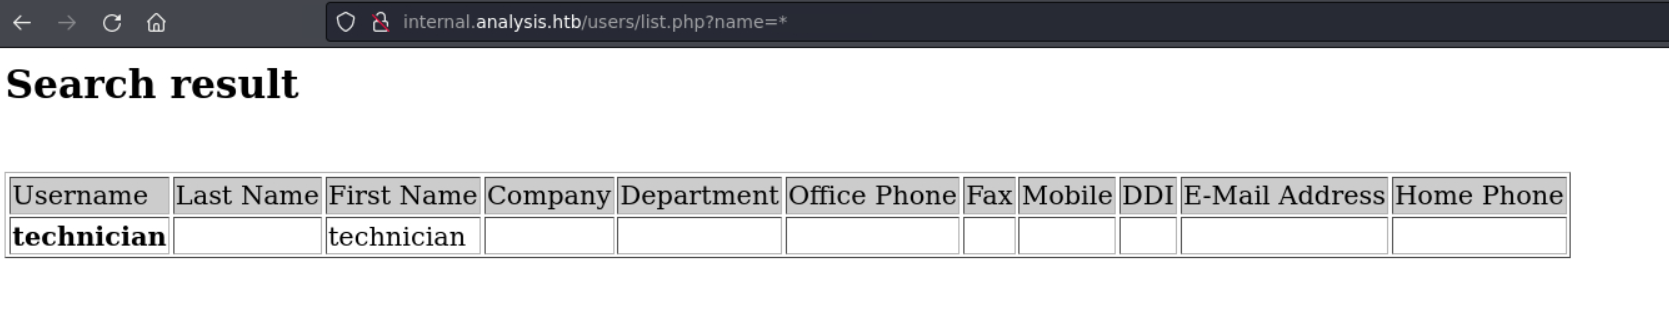 internal.analysis.htb/users/list.php?name=*
Search result
Username Last Name First Name Company Department Office Phone Fax Mobile DDI E-Mail Address Home Phone
technician technician